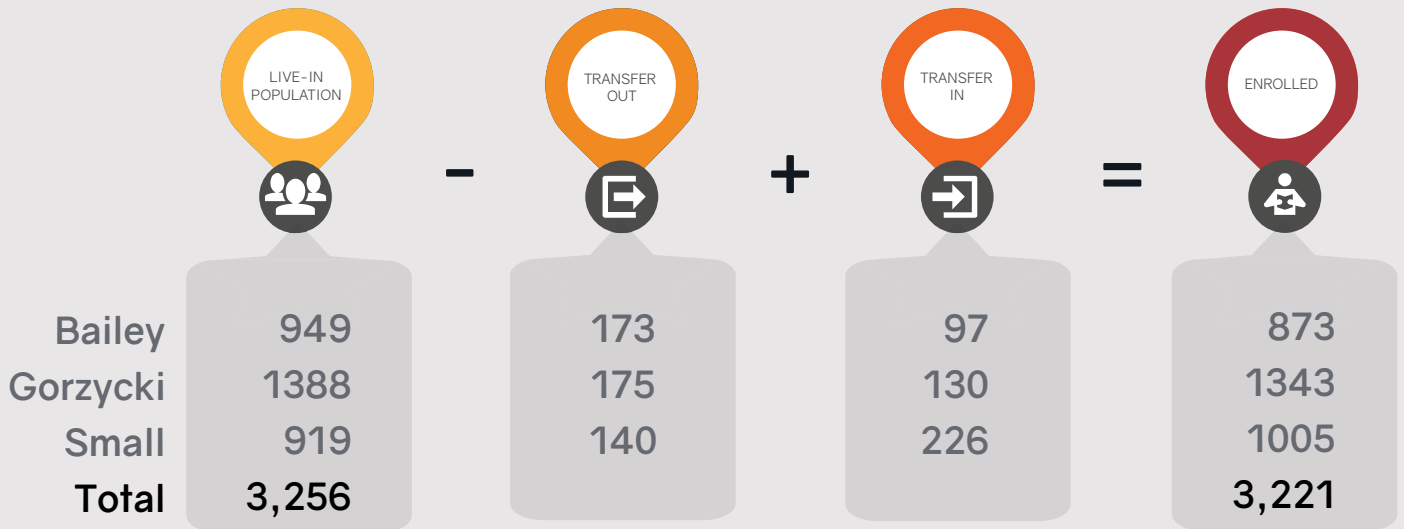 LIVE-IN
POPULATION
TRANSFER
OUT
TRANSFER
IN
ENROLLED
-
+
=
Bailey 949 173 97 873
Gorzycki 1388 175 130 1343
Small 919 140 226 1005
Total 3,256 3,221